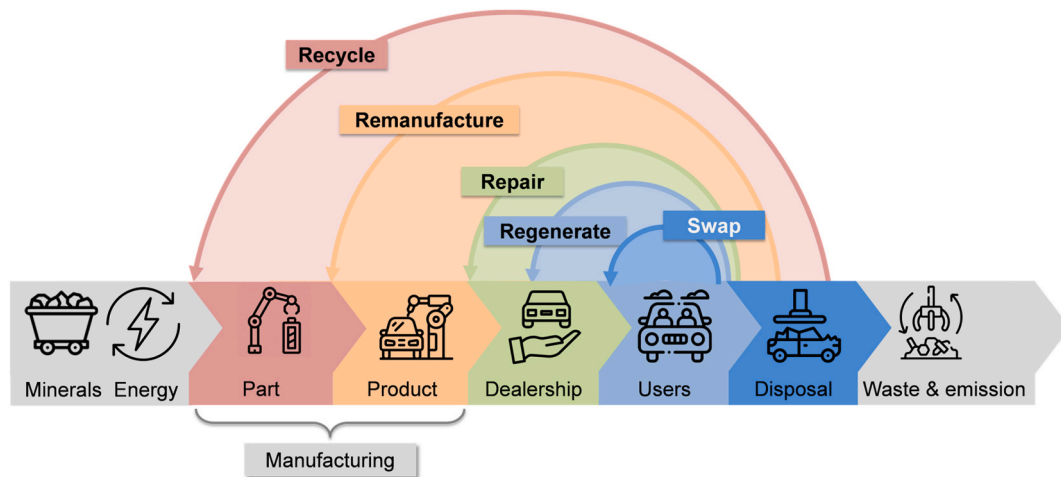 Recycle
Remanufacture
Repair
Regenerate
Swap
Minerals Energy
Part
Product
Dealership
Users
Disposal
Waste & emission
Manufacturing